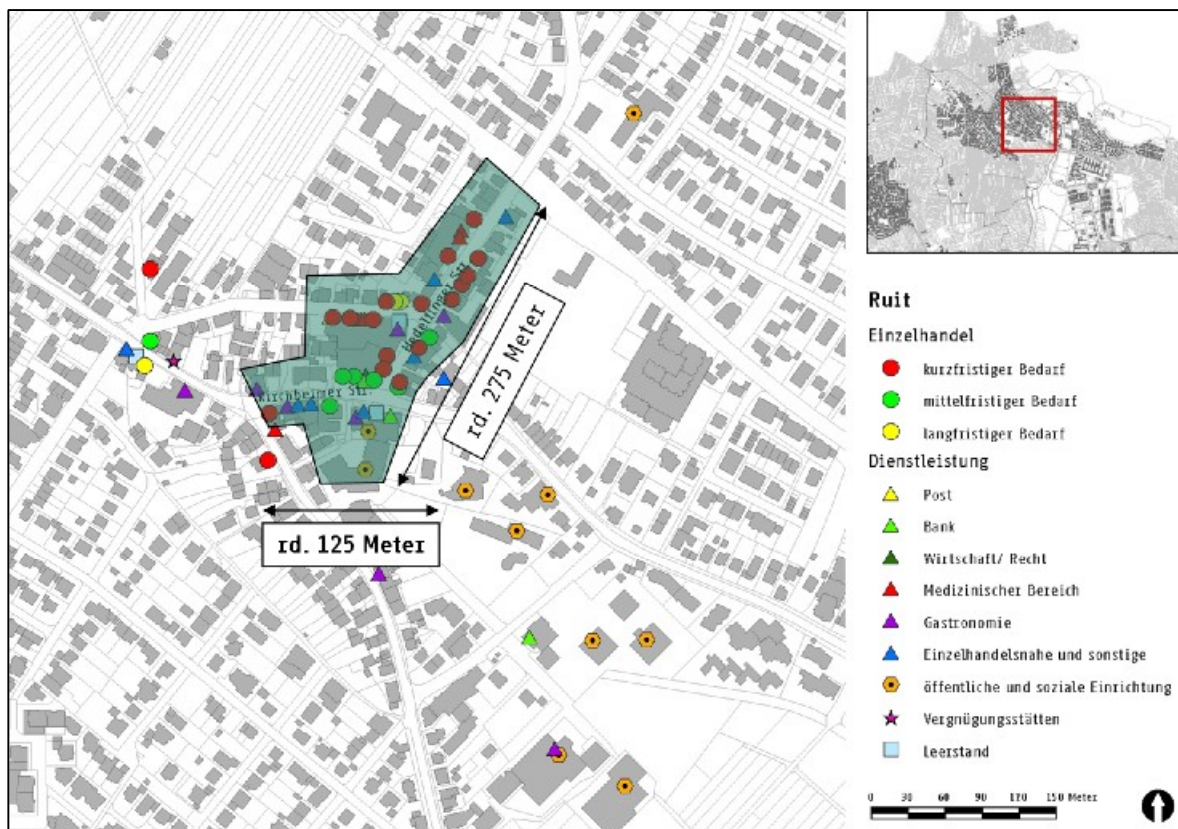 Hedelfinger Str.
Kirchheimer Str.
rd. 275 Meter
rd. 125 Meter
Ruit
Einzelhandel
kurzfristiger Bedarf
mittelfristiger Bedarf
langfristiger Bedarf
Dienstleistung
Post
Bank
Wirtschaft/ Recht
Medizinischer Bereich
Gastronomie
Einzelhandelsnahe und sonstige
öffentliche und soziale Einrichtung
Vergnügungsstätten
Leerstand
0 30 60 90 120 150 Meter